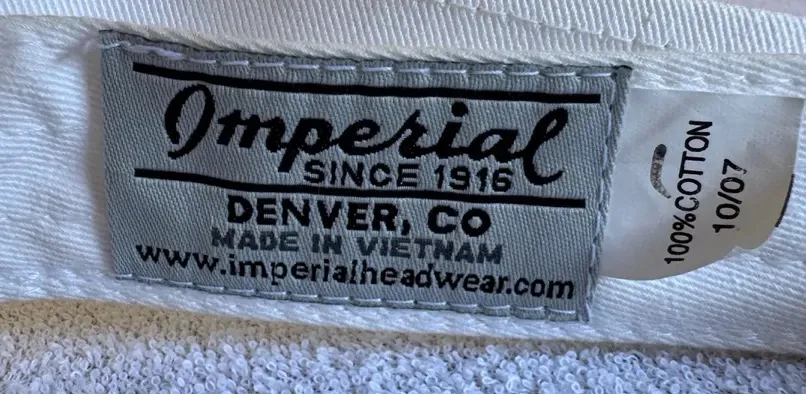 Imperial
SINCE 1916
DENVER, CO
MADE IN VIETNAM
www.imperialheadwear.com
100%COTTON
10/07